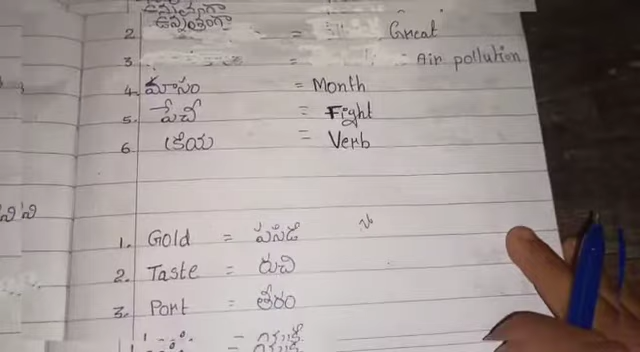 ఉన్నతంగా
2 = Great
3 = Air pollution
4. మాసం = Month
5. పేచీ = Fight
6 క్రియ = Verb
1. Gold = పసిడి
2. Taste = రుచి
3. Port = తీరం